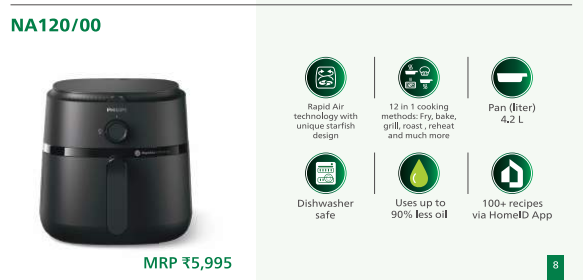 NA120/00
PHILIPS
MRP ₹5,995
Rapid Air
technology with
unique starfish
design
12 in 1 cooking
methods: Fry, bake,
grill, roast , reheat
and much more
Pan (liter)
4.2 L
Dishwasher
safe
Uses up to
90% less oil
100+ recipes
via HomeID App
8